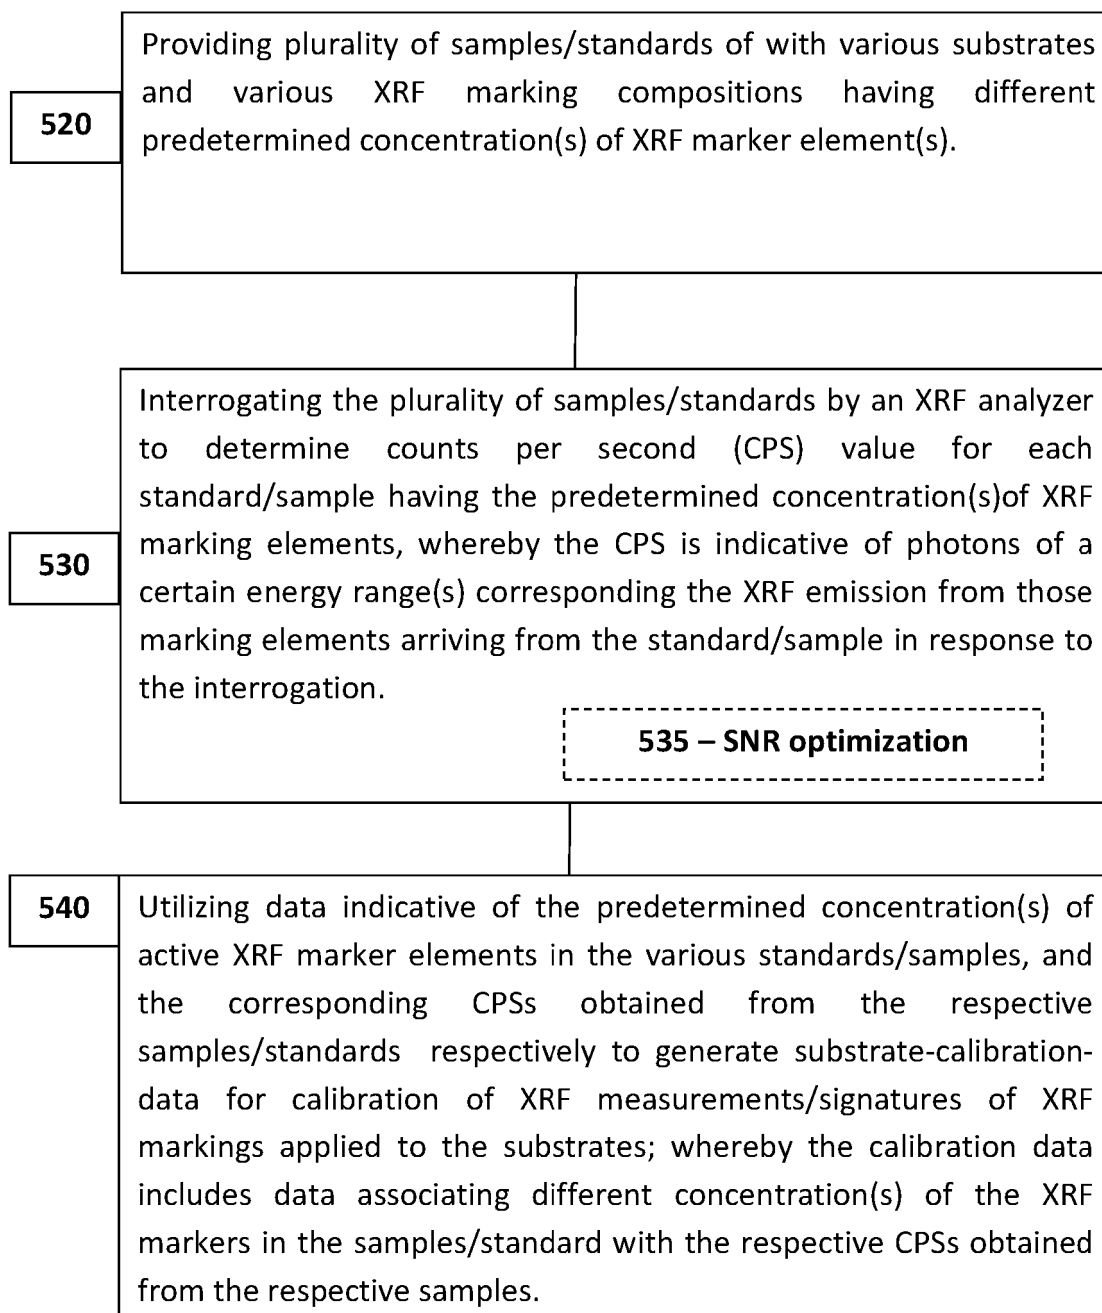 Providing plurality of samples/standards of with various substrates
and various XRF marking compositions having different
520
predetermined concentration(s) of XRF marker element(s).
Interrogating the plurality of samples/standards by an XRF analyzer
to determine counts per second (CPS) value for each
standard/sample having the predetermined concentration(s)of XRF
marking elements, whereby the CPS is indicative of photons of a
530
certain energy range(s) corresponding the XRF emission from those
marking elements arriving from the standard/sample in response to
the interrogation.
535 – SNR optimization
540
Utilizing data indicative of the predetermined concentration(s) of
active XRF marker elements in the various standards/samples, and
the corresponding CPSs obtained from the respective
samples/standards respectively to generate substrate-calibration-
data for calibration of XRF measurements/signatures of XRF
markings applied to the substrates; whereby the calibration data
includes data associating different concentration(s) of the XRF
markers in the samples/standard with the respective CPSs obtained
from the respective samples.